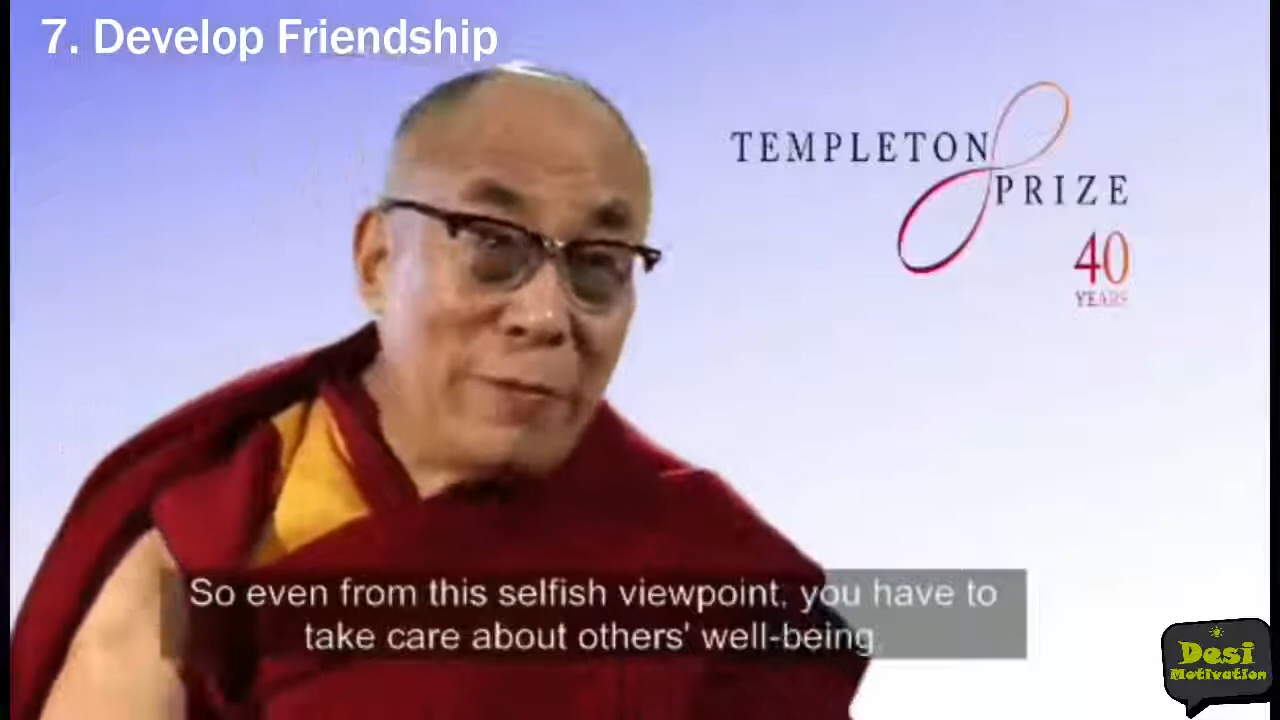 7. Develop Friendship
TEMPLETON
PRIZE
40
YEARS
So even from this selfish viewpoint, you have to
take care about others' well-being.
Desi
Motivation